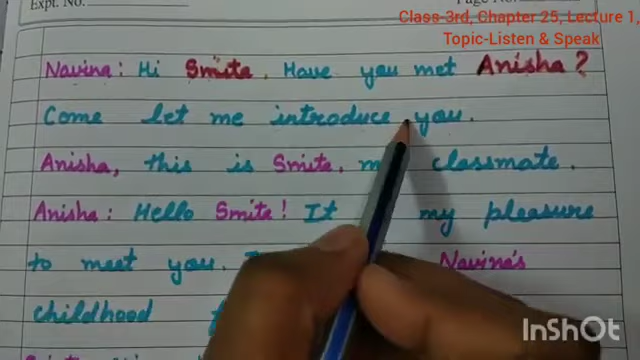 Expt. No.
Page No.
Class-3rd, Chapter 25, Lecture 1,
Topic-Listen & Speak
Navina: Hi Smita. Have you met Anisha?
Come let me introduce you.
Anisha, this is Smita, classmate.
Anisha: Hello Smita! It my pleasure
to meet you. Navina's
childhood
InShOt